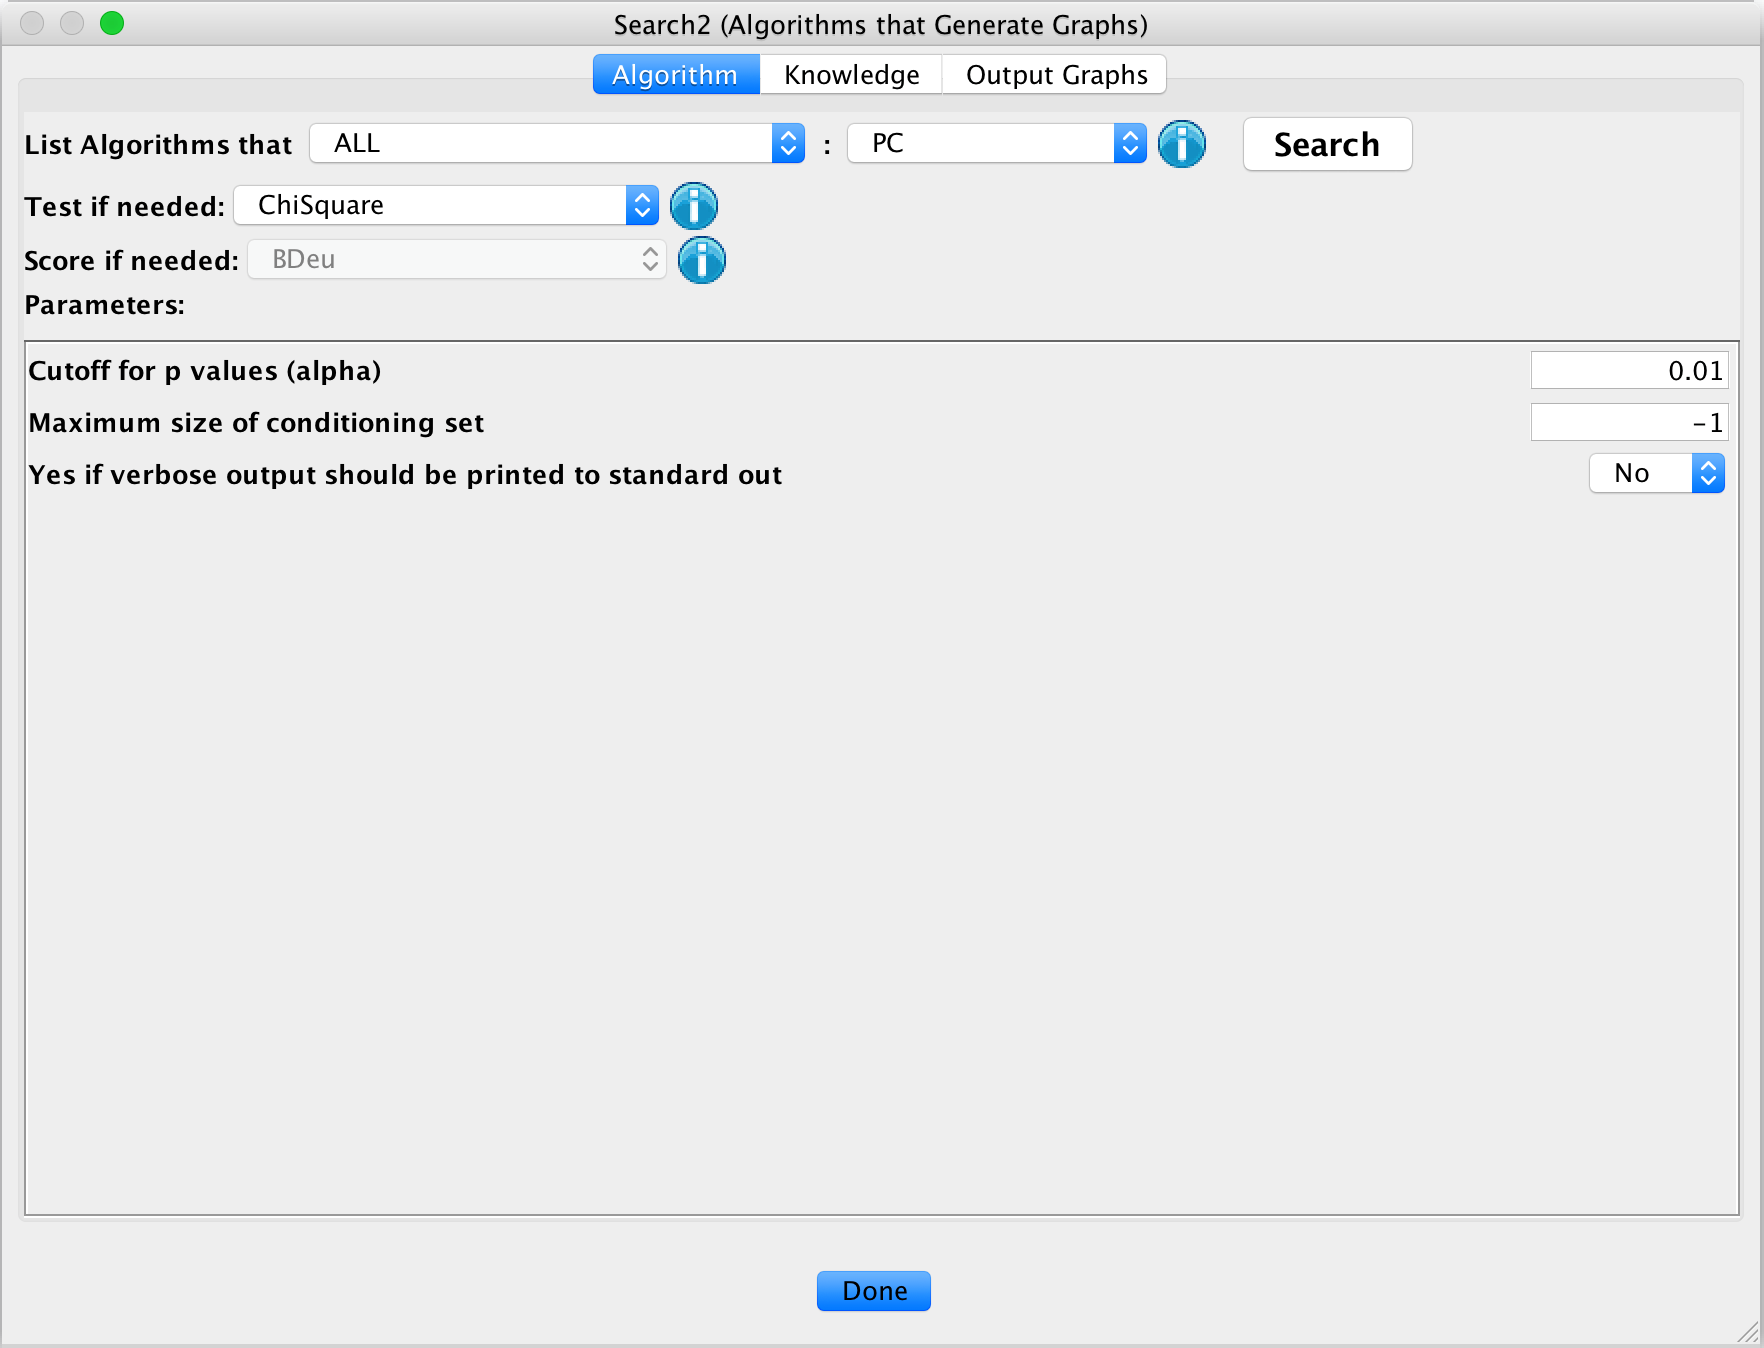 Search2 (Algorithms that Generate Graphs)
Algorithm Knowledge Output Graphs
List Algorithms that ALL : PC Search
Test if needed: ChiSquare
Score if needed: BDeu
Parameters:
Cutoff for p values (alpha) 0.01
Maximum size of conditioning set -1
Yes if verbose output should be printed to standard out No
Done